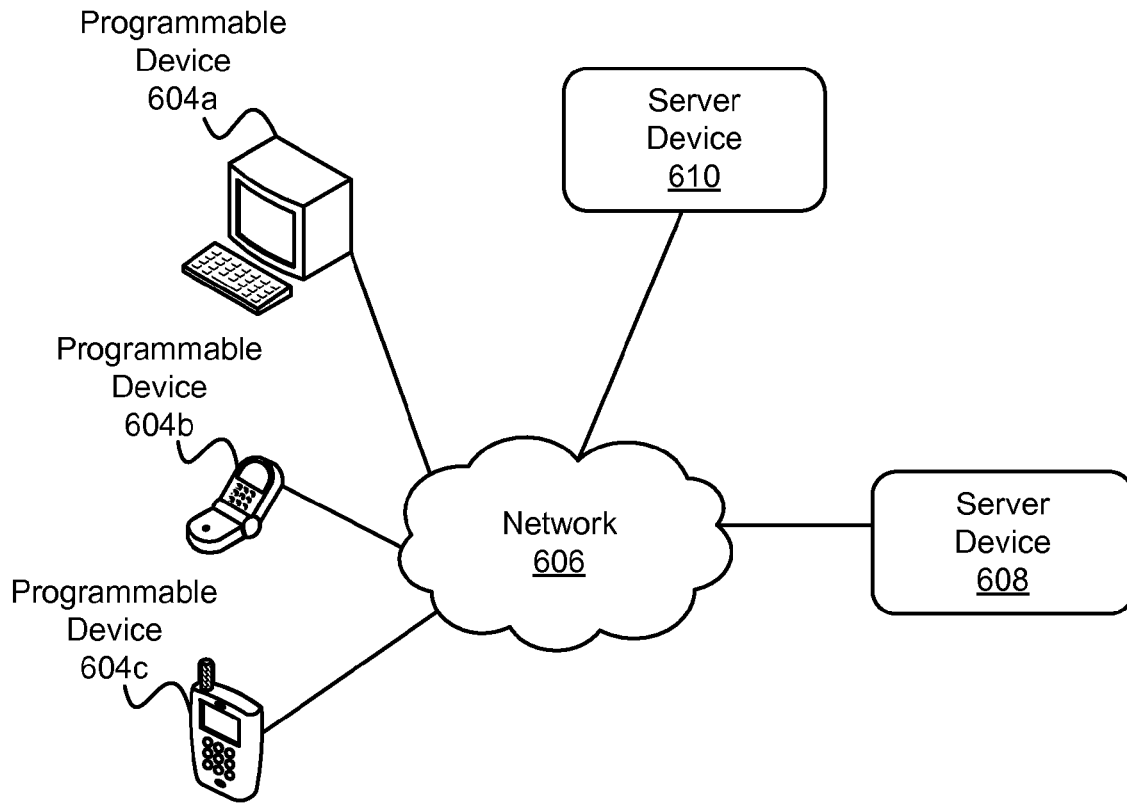 Programmable
Device
604a
Server
Device
610
Programmable
Device
604b
Network
606
Server
Device
608
Programmable
Device
604c